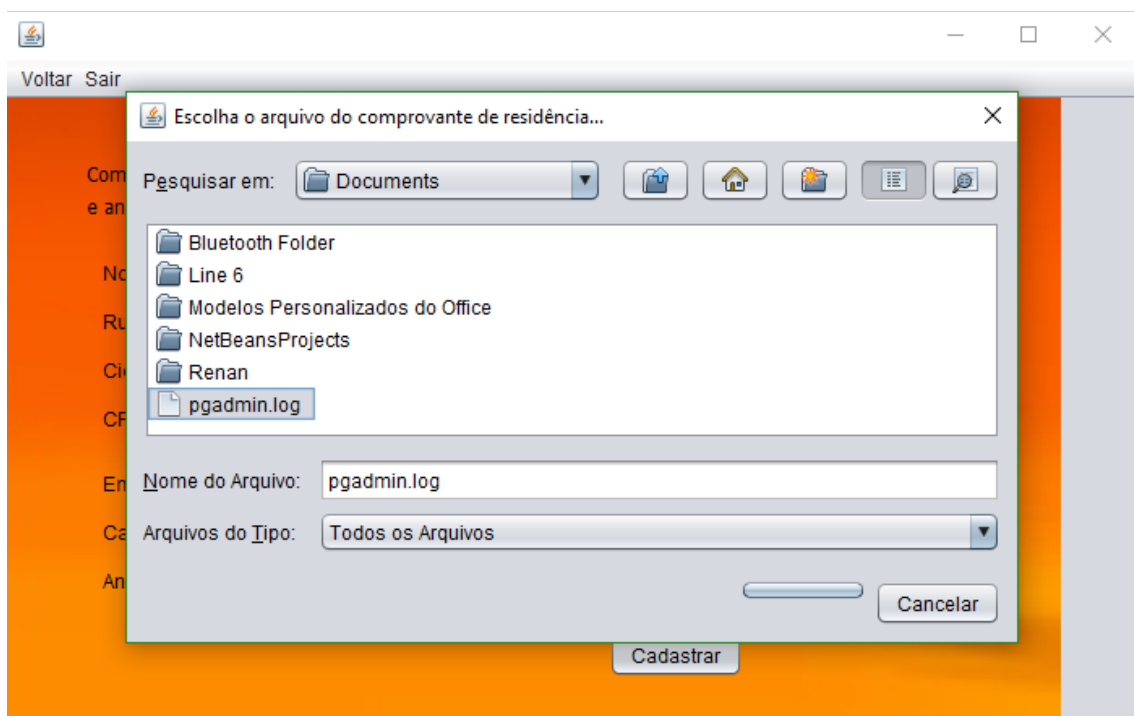 Voltar Sair
Escolha o arquivo do comprovante de residência...
Pesquisar em: Documents
Bluetooth Folder
Line 6
Modelos Personalizados do Office
NetBeansProjects
Renan
pgadmin.log
Nome do Arquivo: pgadmin.log
Arquivos do Tipo: Todos os Arquivos
Cancelar
Cadastrar